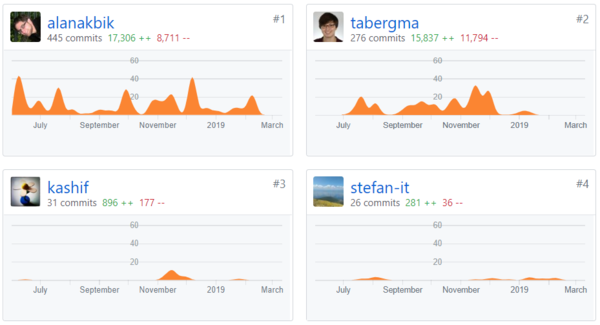 alanakbik #1
445 commits 17,306 ++ 8,711 --
60
40
20
July September November 2019 March
tabergma #2
276 commits 15,837 ++ 11,794 --
60
40
20
July September November 2019 March
kashif #3
31 commits 896 ++ 177 --
60
40
20
July September November 2019 March
stefan-it #4
26 commits 281 ++ 36 --
60
40
20
July September November 2019 March